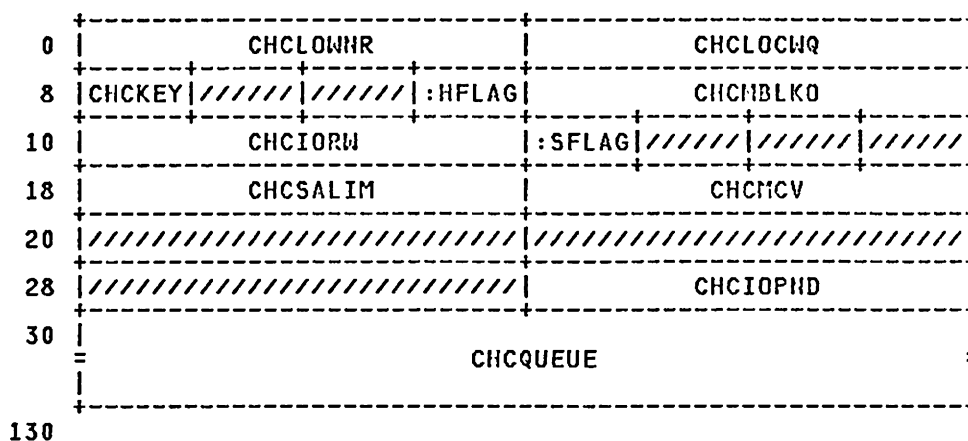 0 | CHCLOWNR | CHCLOCWQ
8 |CHCKEY|//////|//////|:HFLAG| CHCMBLKO
10 | CHCIORW |:SFLAG|//////|//////|//////
18 | CHCSALIM | CHCMCV
20 |//////////////////////////|//////////////////////////
28 |//////////////////////////| CHCIOPND
30 |
= CHCQUEUE =
130